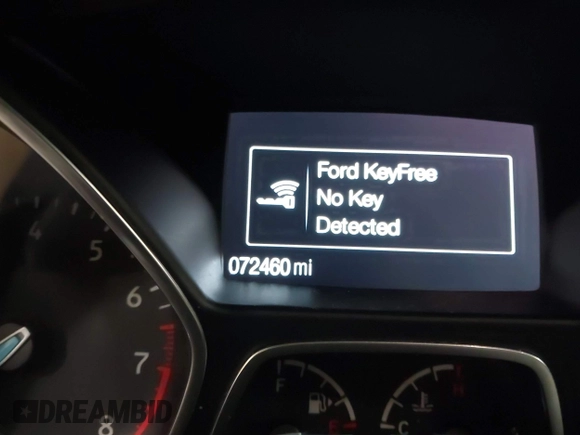 Ford KeyFree
No Key
Detected
072460 mi
4
5
6
7
8
F
E
H
C
DREAMBID